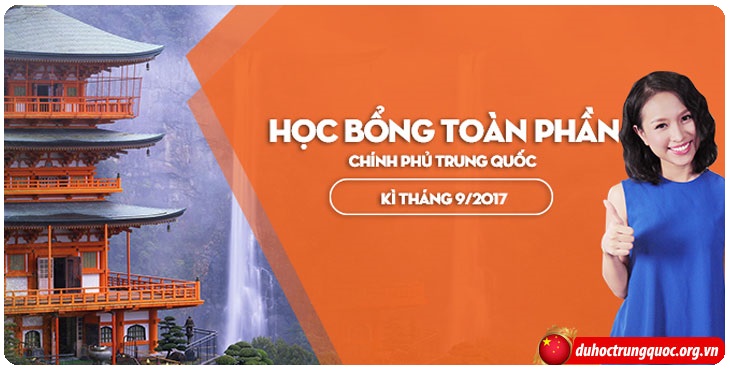 HỌC BỔNG TOÀN PHẦN
CHÍNH PHỦ TRUNG QUỐC
KÌ THÁNG 9/2017
duhoctrungquoc.org.vn